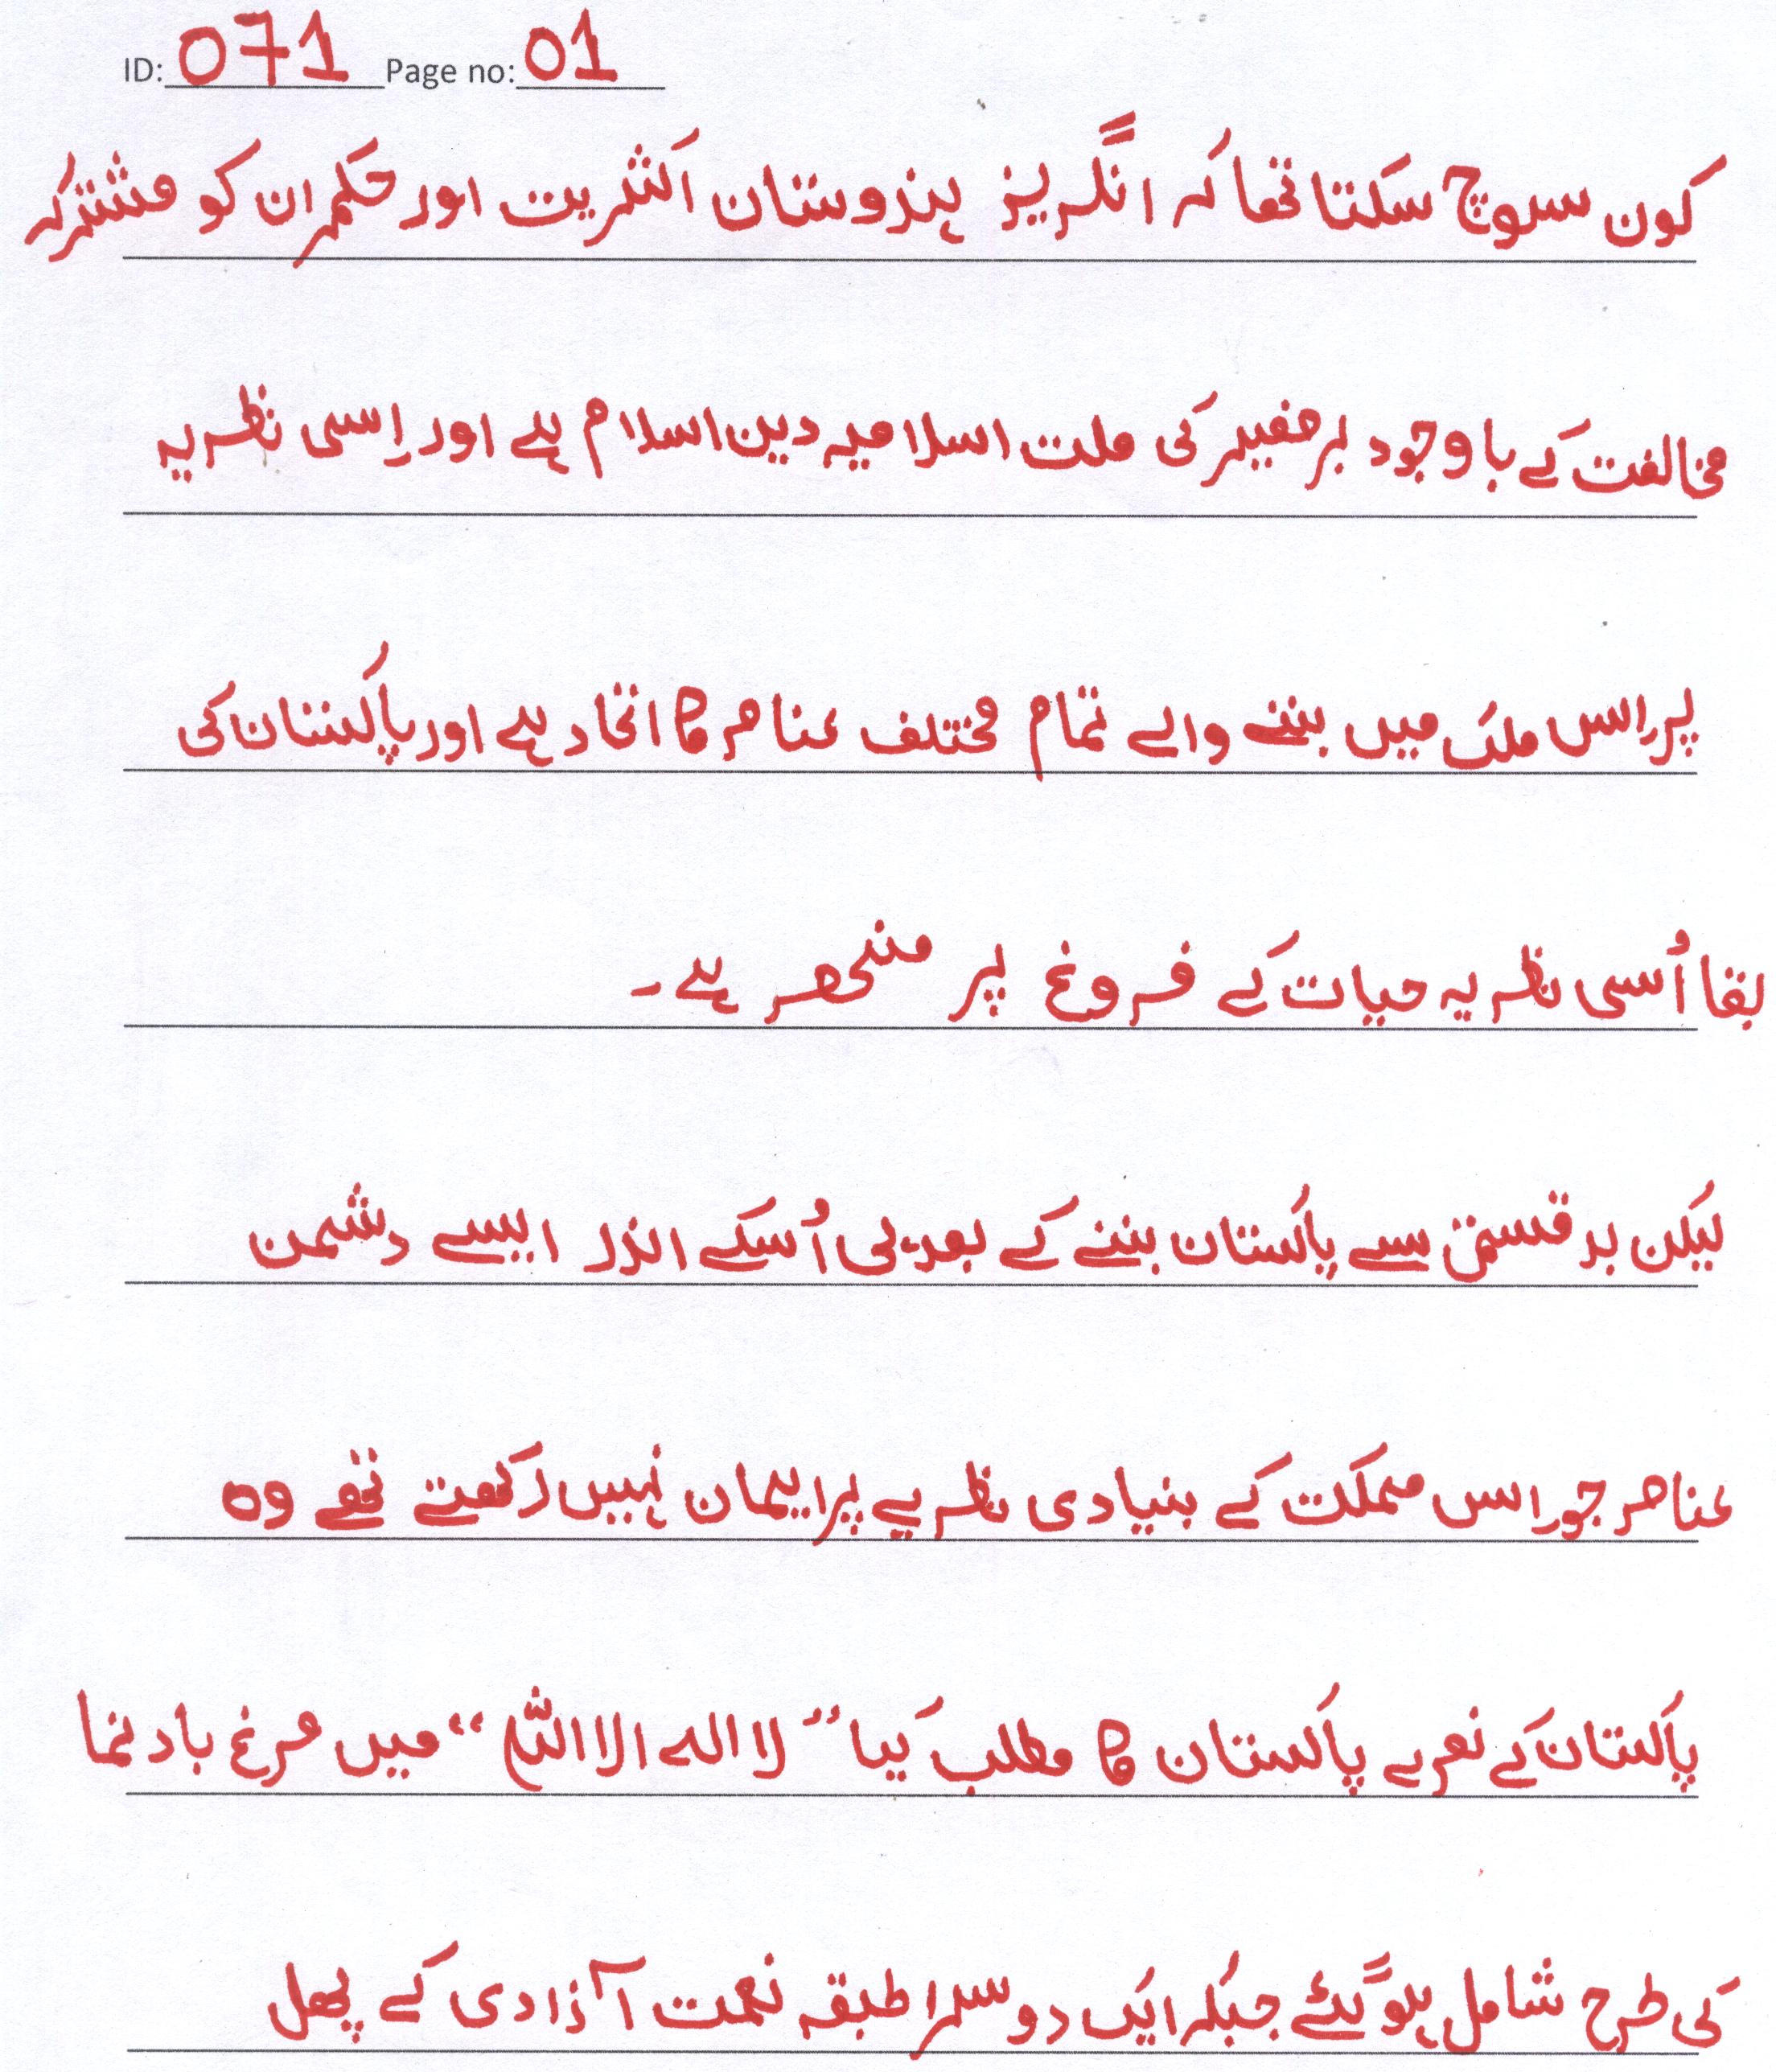 ID: 071 Page no: 01
کون سوچ سکتا تھا کہ انگریز ہندوستان اکثریت اور حکمران کو مشترکہ
مخالفت کے باوجود برصغیر کی ملت اسلامیہ دین اسلام ہے اور اِسی نظریہ
پر اس ملک میں بننے والے تمام مختلف عناصر کا اتحاد ہے اور پاکستان کی
بقا اُسی نظریہ حیات کے فروغ پر منحصر ہے۔
لیکن بدقسمتی سے پاکستان بننے کے بعد ہی اُسکے اندر ایسے دشمن
عناصر جو اس مملکت کے بنیادی نظریے پر ایمان نہیں رکھتے تھے وہ
پاکستان کے نعرے پاکستان کا مطلب کیا "لا الہ الا اللہ" میں مرغ باد نما
کی طرح شامل ہو گئے جبکہ ایک دوسرا طبقہ نعمت آزادی کے پھل